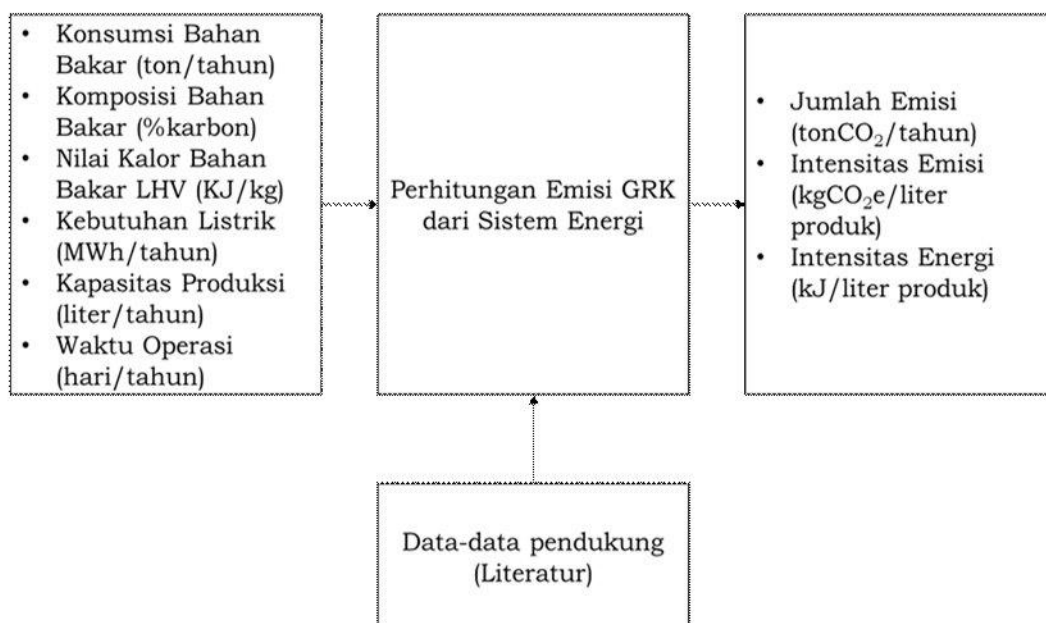 • Konsumsi Bahan
Bakar (ton/tahun)
• Komposisi Bahan
Bakar (%karbon)
• Nilai Kalor Bahan
Bakar LHV (KJ/kg)
• Kebutuhan Listrik
(MWh/tahun)
• Kapasitas Produksi
(liter/tahun)
• Waktu Operasi
(hari/tahun)
Perhitungan Emisi GRK
dari Sistem Energi
• Jumlah Emisi
(tonCO₂/tahun)
• Intensitas Emisi
(kgCO₂e/liter
produk)
• Intensitas Energi
(kJ/liter produk)
Data-data pendukung
(Literatur)